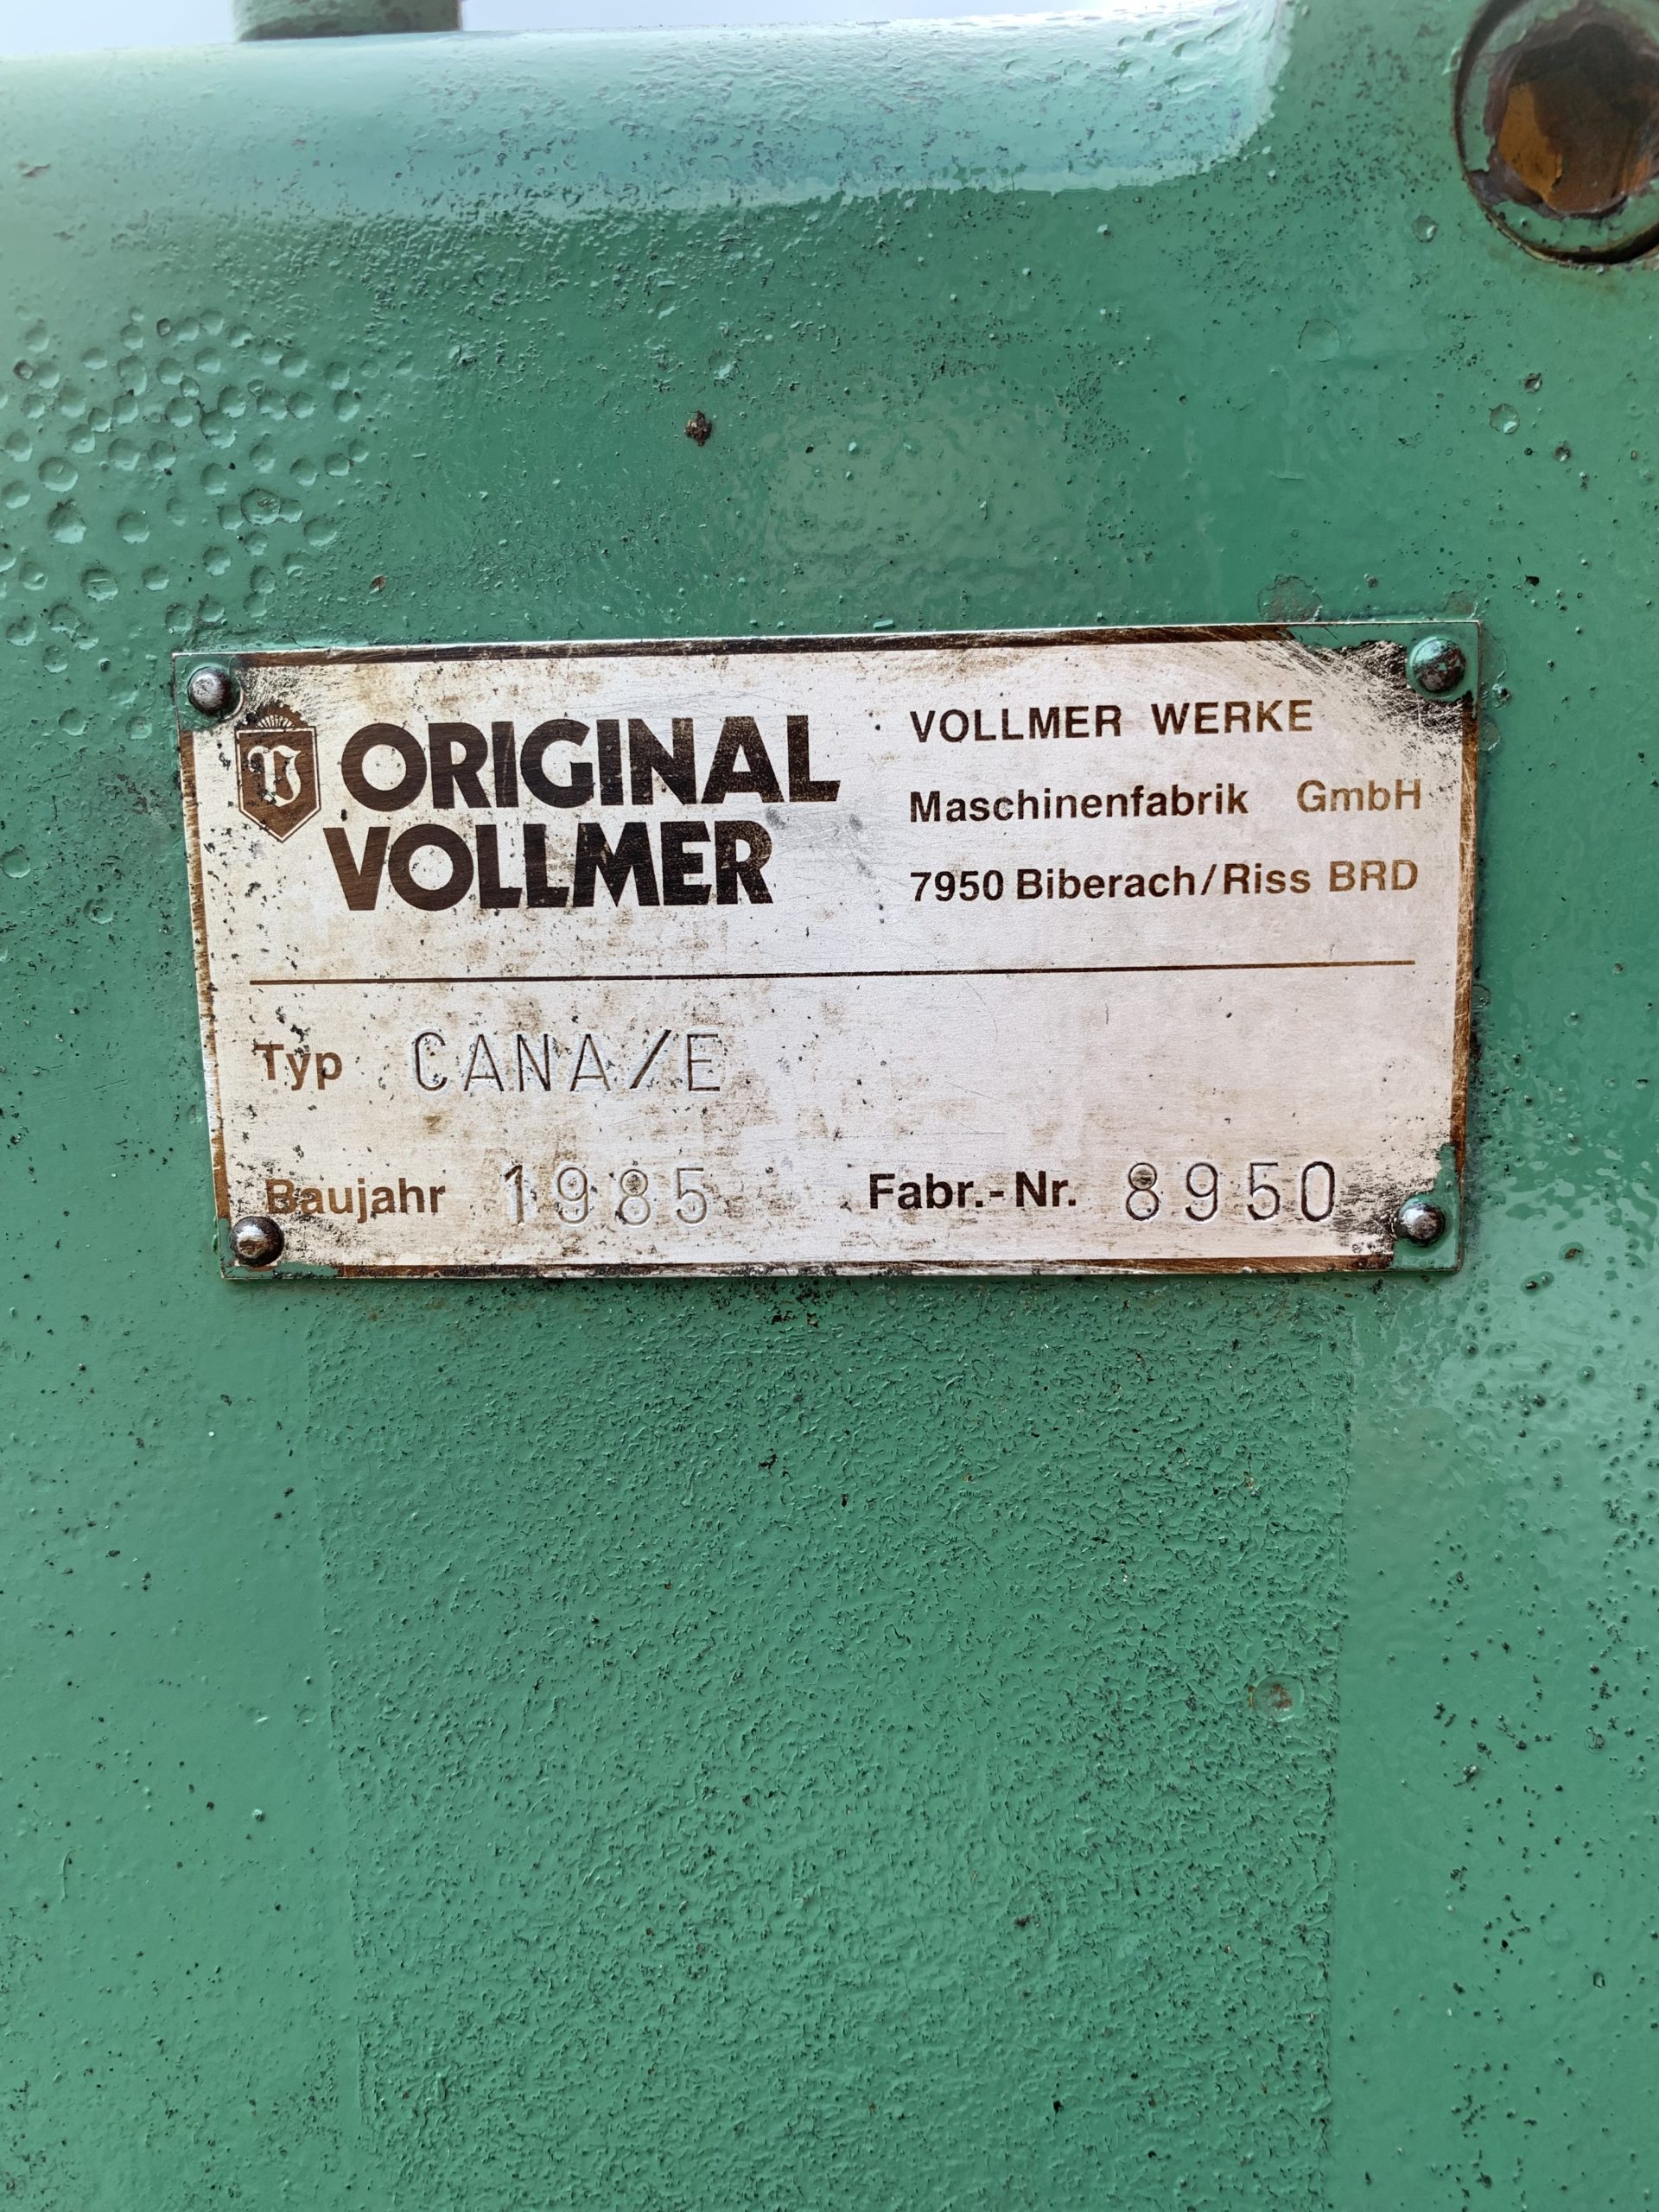 ORIGINAL
VOLLMER
VOLLMER WERKE
Maschinenfabrik GmbH
7950 Biberach/Riss BRD
Typ CANA/E
Baujahr 1985 Fabr.-Nr. 8950